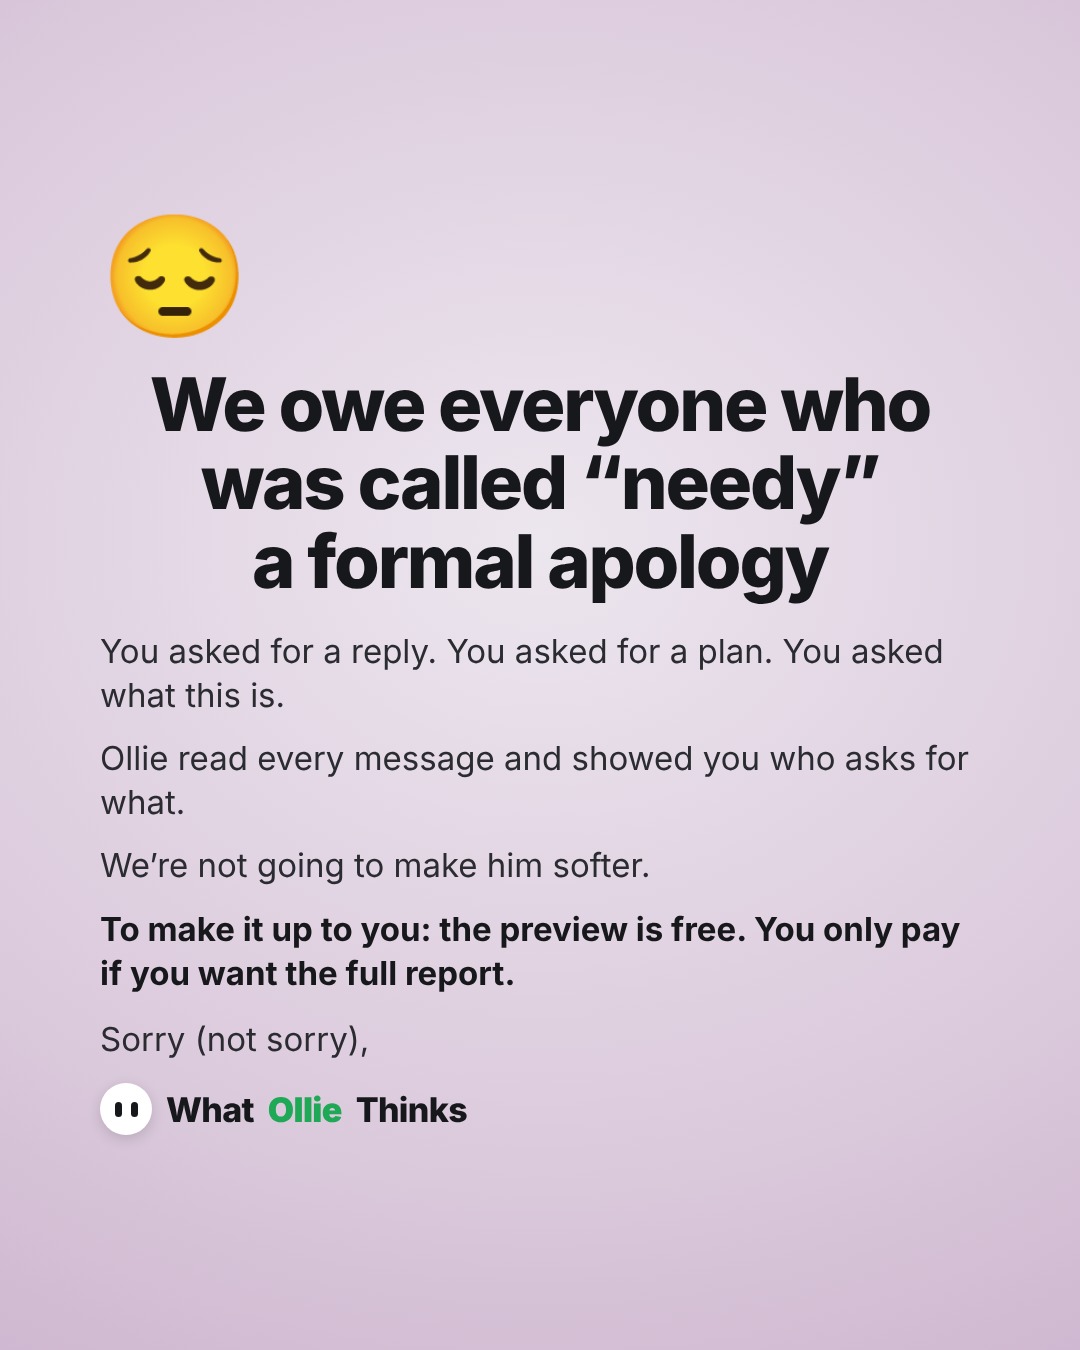 We owe everyone who
was called “needy”
a formal apology
You asked for a reply. You asked for a plan. You asked
what this is.
Ollie read every message and showed you who asks for
what.
We’re not going to make him softer.
To make it up to you: the preview is free. You only pay
if you want the full report.
Sorry (not sorry),
What Ollie Thinks